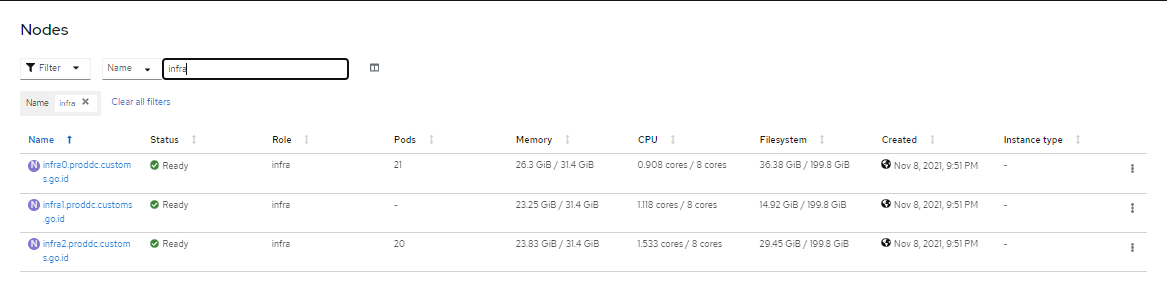 Nodes
Filter Name infra
Name infra Clear all filters
Name Status Role Pods Memory CPU Filesystem Created Instance type
N infra0.proddc.custom Ready infra 21 26.3 GiB / 31.4 GiB 0.908 cores / 8 cores 36.38 GiB / 199.8 GiB Nov 8, 2021, 9:51 PM -
s.go.id
N infra1.proddc.customs Ready infra - 23.25 GiB / 31.4 GiB 1.118 cores / 8 cores 14.92 GiB / 199.8 GiB Nov 8, 2021, 9:51 PM -
.go.id
N infra2.proddc.custom Ready infra 20 23.83 GiB / 31.4 GiB 1.533 cores / 8 cores 29.45 GiB / 199.8 GiB Nov 8, 2021, 9:51 PM -
s.go.id